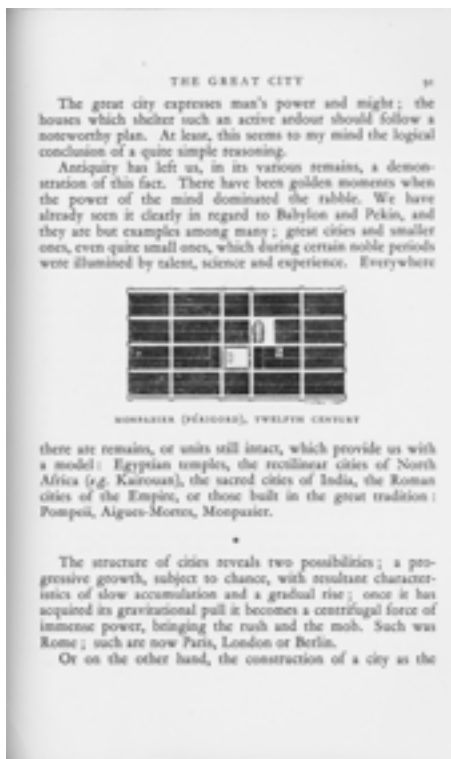 THE GREAT CITY 91
The great city expresses man's power and might; the
houses which shelter such an active ardour should follow a
noteworthy plan. At least, this seems to my mind the logical
conclusion of a quite simple reasoning.
Antiquity has left us, in its various remains, a demon-
stration of this fact. There have been golden moments when
the power of the mind dominated the rabble. We have
already seen it clearly in regard to Babylon and Pekin, and
they are but examples among many; great cities and smaller
ones, even quite small ones, which during certain noble periods
were illumined by talent, science and experience. Everywhere
MONPAZIER (PÉRIGORD), TWELFTH CENTURY
there are remains, or units still intact, which provide us with
a model: Egyptian temples, the rectilinear cities of North
Africa (e.g. Kairouan), the sacred cities of India, the Roman
cities of the Empire, or those built in the great tradition:
Pompeii, Aigues-Mortes, Monpazier.
*
The structure of cities reveals two possibilities; a pro-
gressive growth, subject to chance, with resultant character-
istics of slow accumulation and a gradual rise; once it has
acquired its gravitational pull it becomes a centrifugal force of
immense power, bringing the rush and the mob. Such was
Rome; such are now Paris, London or Berlin.
Or on the other hand, the construction of a city as the